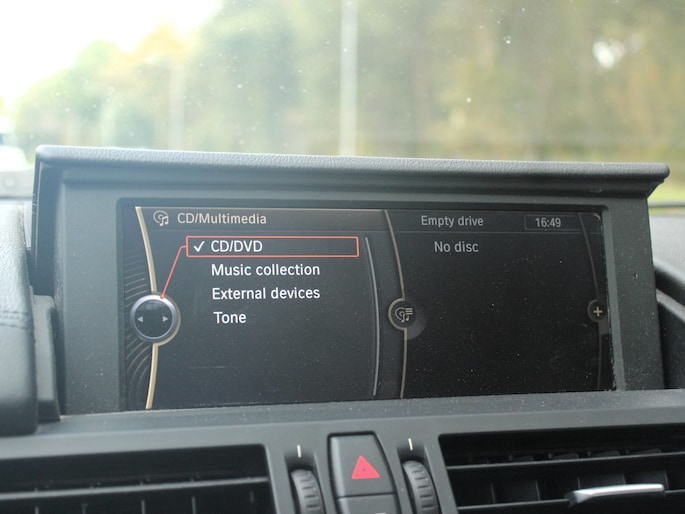 CD/Multimedia
Empty drive 16:49
✓ CD/DVD
No disc
Music collection
External devices
Tone